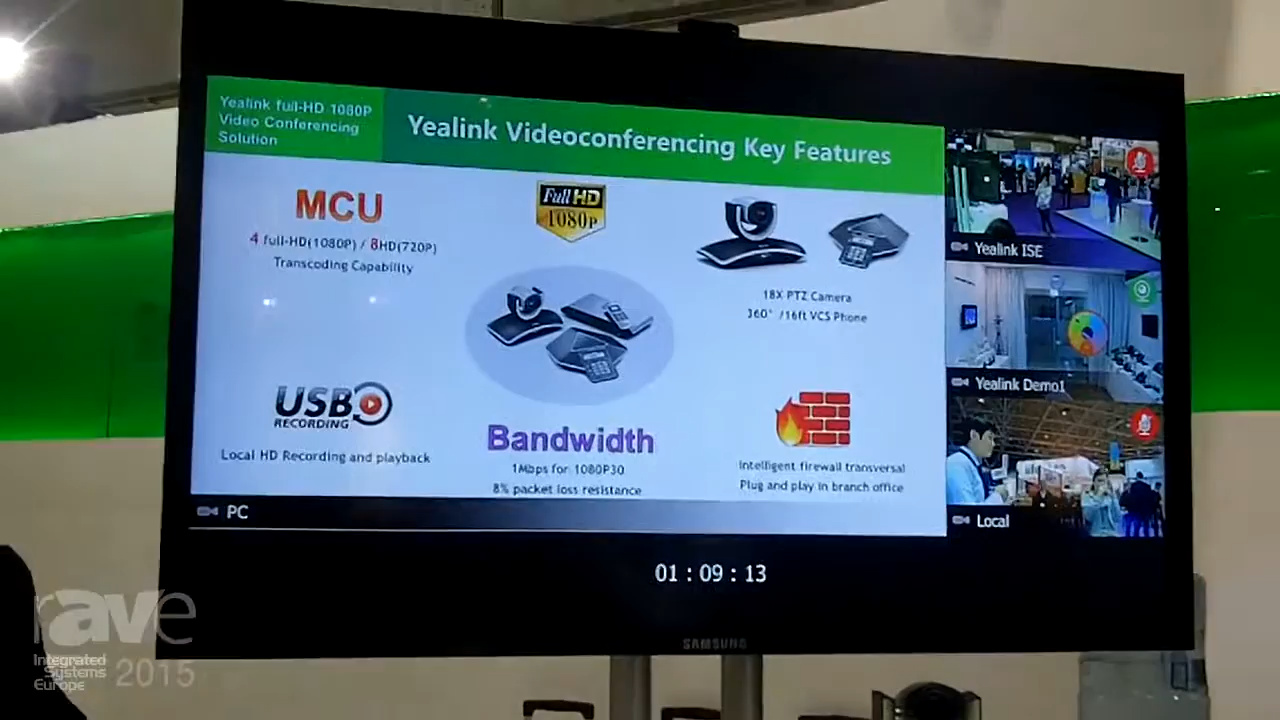 Yealink full-HD 1080P
Video Conferencing
Solution
Yealink Videoconferencing Key Features
MCU
4 full-HD(1080P) / 8HD(720P)
Transcoding Capability
Full HD
1080p
18X PTZ Camera
360° /16ft VCS Phone
USB
RECORDING
Local HD Recording and playback
Bandwidth
1Mbps for 1080P30
8% packet loss resistance
Intelligent firewall transversal
Plug and play in branch office
PC
Yealink ISE
Yealink Demo1
Local
01 : 09 : 13
SAMSUNG
rave
Integrated
Systems
Europe
2015